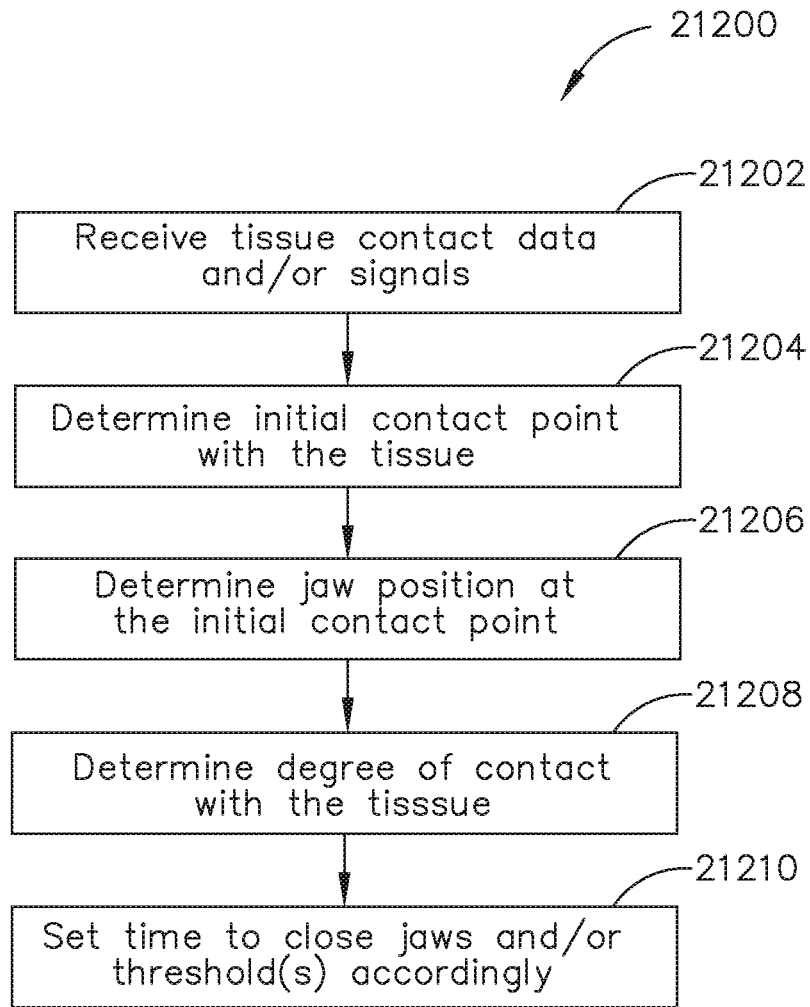 21200
21202
Receive tissue contact data
and/or signals
21204
Determine initial contact point
with the tissue
21206
Determine jaw position at
the initial contact point
21208
Determine degree of contact
with the tisssue
21210
Set time to close jaws and/or
threshold(s) accordingly